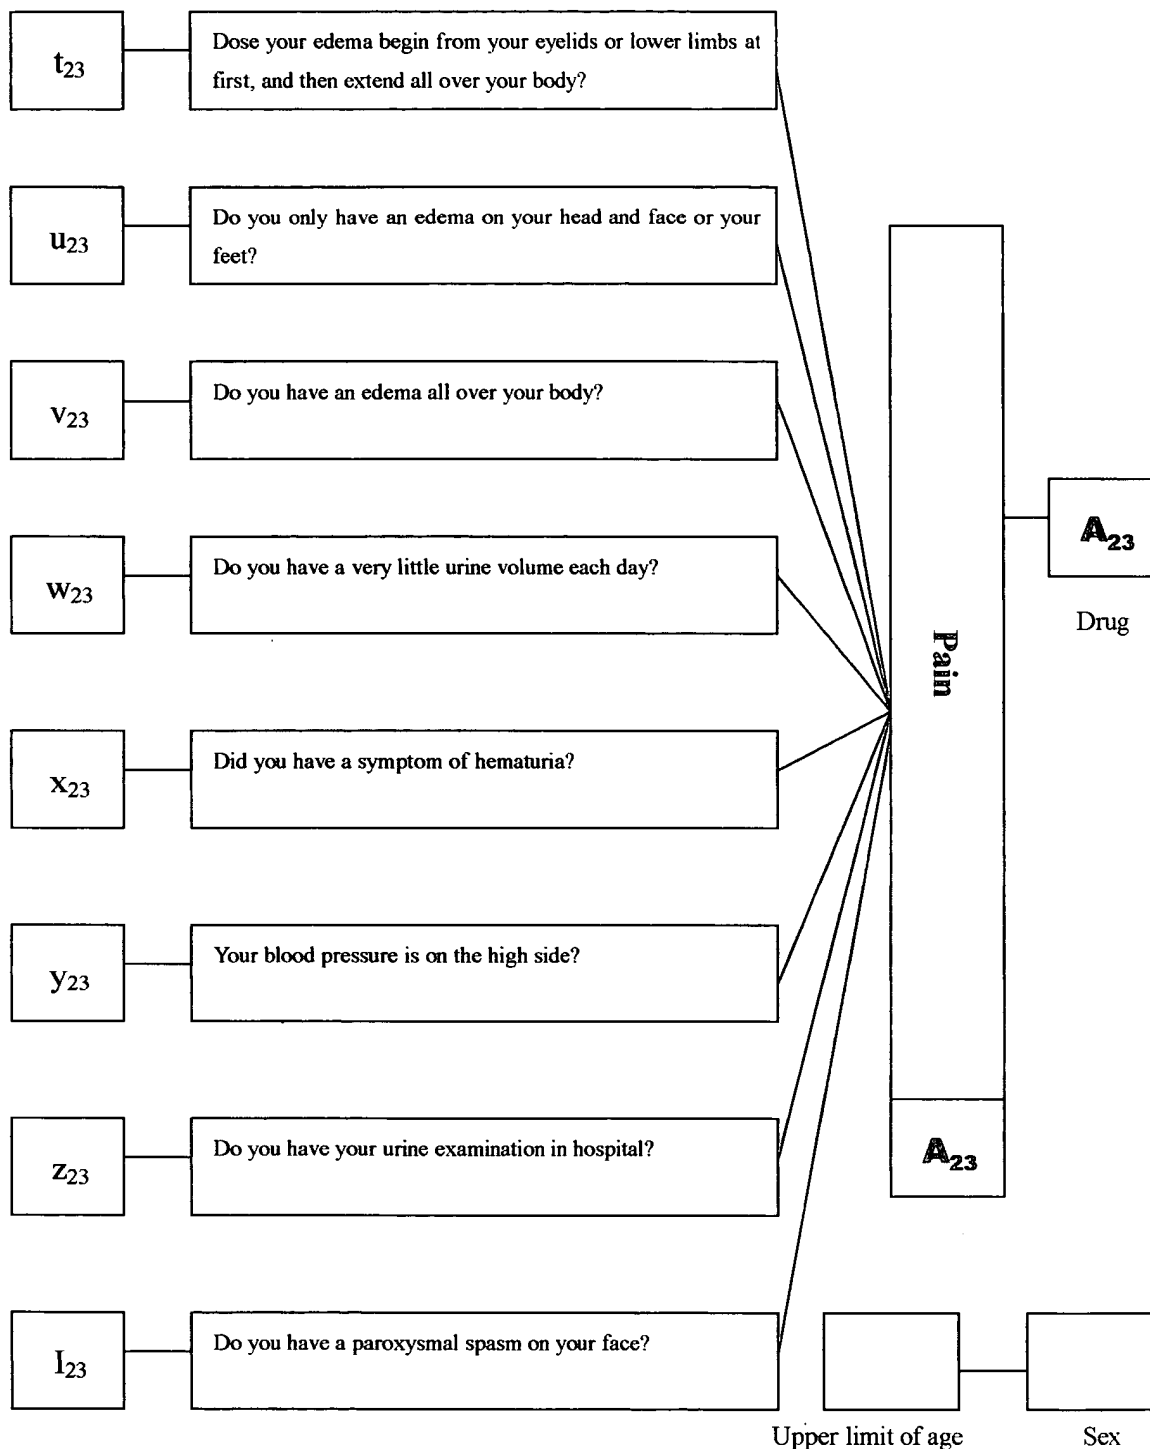 t23
Dose your edema begin from your eyelids or lower limbs at
first, and then extend all over your body?
u23
Do you only have an edema on your head and face or your
feet?
v23
Do you have an edema all over your body?
A23
Drug
w23
Do you have a very little urine volume each day?
Pain
x23
Did you have a symptom of hematuria?
y23
Your blood pressure is on the high side?
z23
Do you have your urine examination in hospital?
A23
I23
Do you have a paroxysmal spasm on your face?
Upper limit of age
Sex